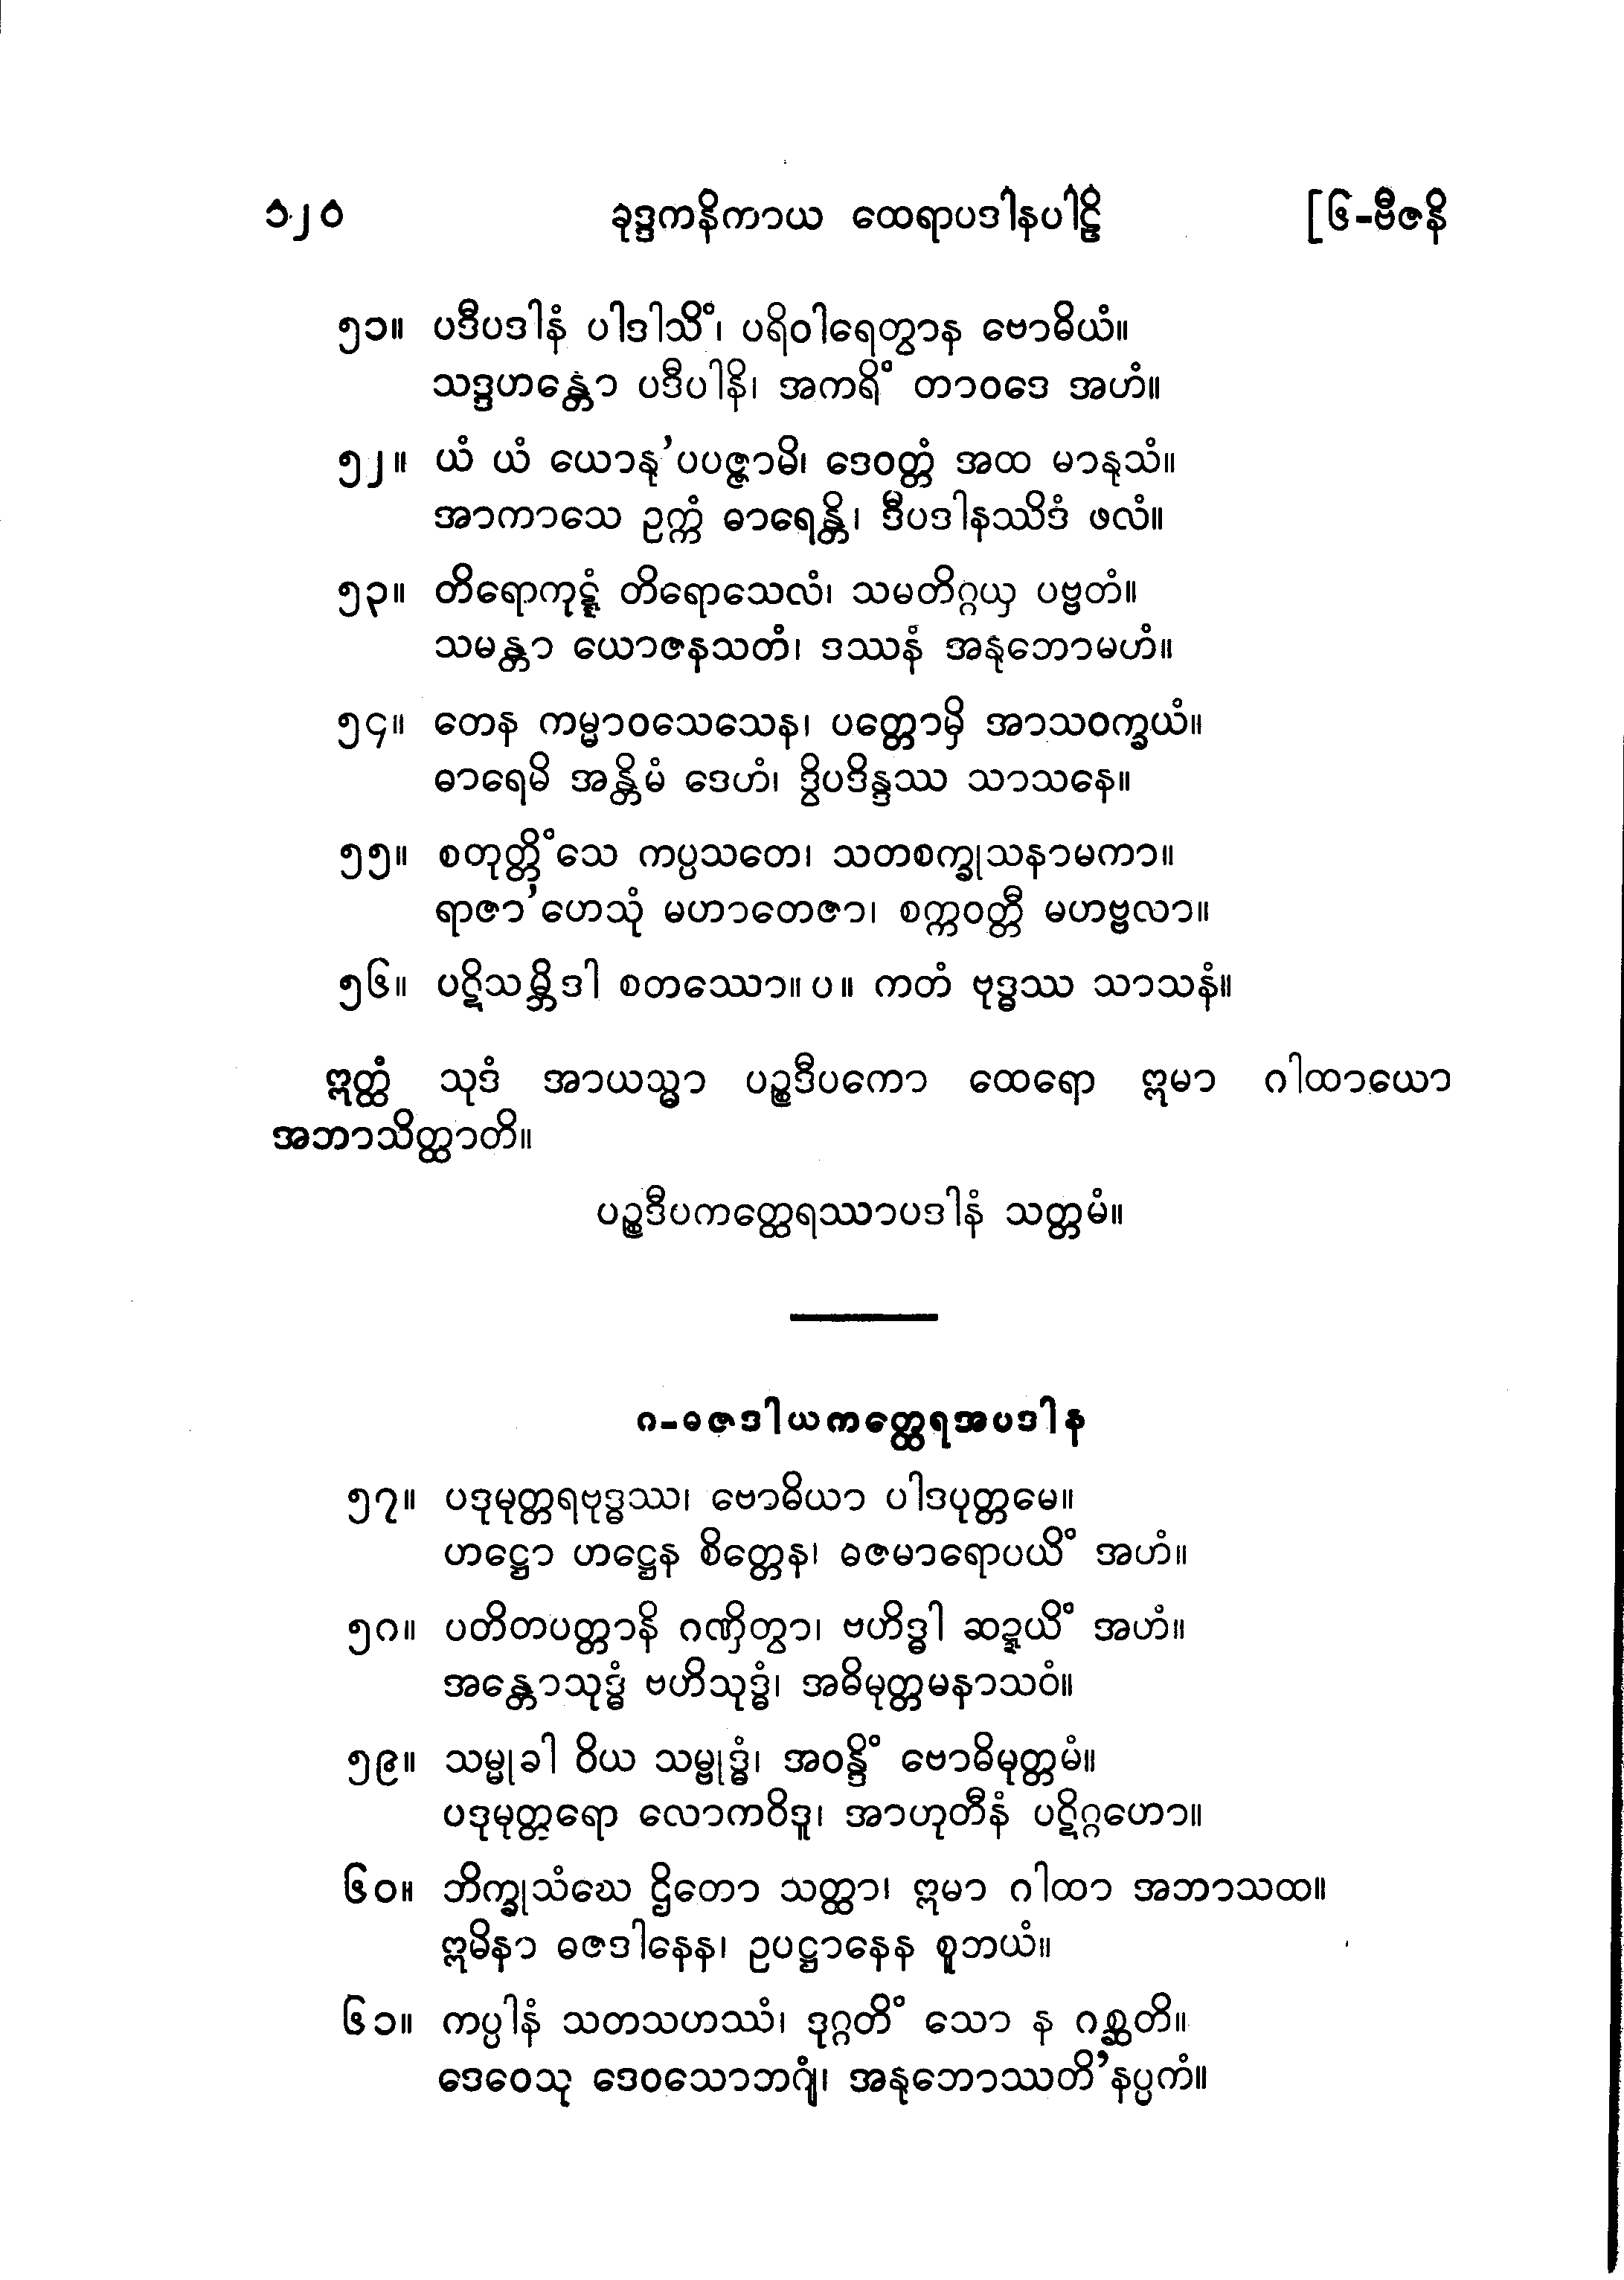 ၁၂၀ ခုဒ္ဒကနိကာယ ထေရာပဒါနပါဠိ [၆-ဗီဇနိ
၅၁။ ပဒီပဒါနံ ပါဒါသိံ၊ ပရိဝါရေတွာန ဗောဓိယံ။
သဒ္ဒဟန္တော ပဒီပါနိ၊ အကရိံ တာဝဒေ အဟံ။
၅၂။ ယံ ယံ ယောနု’ပပဇ္ဇာမိ၊ ဒေဝတ္တံ အထ မာနုသံ။
အာကာသေ ဥက္ကံ ဓာရေန္တိ၊ ဒီပဒါနဿိဒံ ဖလံ။
၅၃။ တိရောကုဋ္ဋံ တိရောသေလံ၊ သမတိဂ္ဂယှ ပဗ္ဗတံ။
သမန္တာ ယောဇနသတံ၊ ဒဿနံ အနုဘောမဟံ။
၅၄။ တေန ကမ္မာဝသေသေန၊ ပတ္တောမှိ အာသဝက္ခယံ။
ဓာရေမိ အန္တိမံ ဒေဟံ၊ ဒွိပဒိန္ဒဿ သာသနေ။
၅၅။ စတုတ္တိံသေ ကပ္ပသတေ၊ သတစက္ခုသနာမကာ။
ရာဇာ’ဟေသုံ မဟာတေဇာ၊ စက္ကဝတ္တီ မဟဗ္ဗလာ။
၅၆။ ပဋိသမ္ဘိဒါ စတဿော။ ပ။ ကတံ ဗုဒ္ဓဿ သာသနံ။
ဣတ္ထံ သုဒံ အာယသ္မာ ပဉ္စဒီပကော ထေရော ဣမာ ဂါထာယော
အဘာသိတ္ထာတိ။
ပဉ္စဒီပကတ္ထေရဿာပဒါနံ သတ္တမံ။
ဂ-ဓဇဒါယကတ္ထေရအပဒါန
၅၇။ ပဒုမုတ္တရဗုဒ္ဓဿ၊ ဗောဓိယာ ပါဒပုတ္တမေ။
ဟဋ္ဌော ဟဋ္ဌေန စိတ္တေန၊ ဓဇမာရောပယိံ အဟံ။
၅၈။ ပတိတပတ္တာနိ ဂဏှိတွာ၊ ဗဟိဒ္ဓါ ဆဍ္ဍယိံ အဟံ။
အန္တောသုဒ္ဓံ ဗဟိသုဒ္ဓံ၊ အဓိမုတ္တမနာသဝံ။
၅၉။ သမ္မုခါ ဝိယ သမ္ဗုဒ္ဓံ၊ အဝန္ဒိံ ဗောဓိမုတ္တမံ။
ပဒုမုတ္တရော လောကဝိဒူ၊ အာဟုတီနံ ပဋိဂ္ဂဟော။
၆၀။ ဘိက္ခုသံဃေ ဌိတော သတ္ထာ၊ ဣမာ ဂါထာ အဘာသထ။
ဣမိနာ ဓဇဒါနေန၊ ဥပဋ္ဌာနေန စူဘယံ။
၆၁။ ကပ္ပါနံ သတသဟဿံ၊ ဒုဂ္ဂတိံ သော န ဂစ္ဆတိ။
ဒေဝေသု ဒေဝသောဘဂျံ၊ အနုဘောဿတိ’နပ္ပကံ။